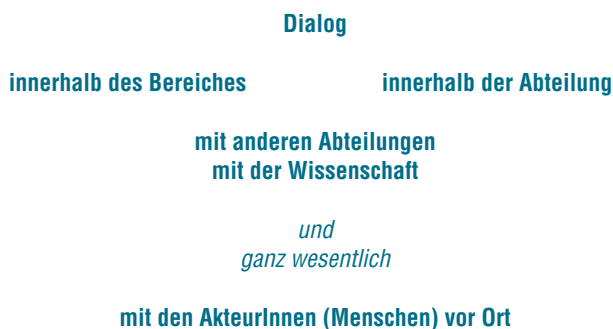 Dialog
innerhalb des Bereiches innerhalb der Abteilung
mit anderen Abteilungen
mit der Wissenschaft
und
ganz wesentlich
mit den AkteurInnen (Menschen) vor Ort